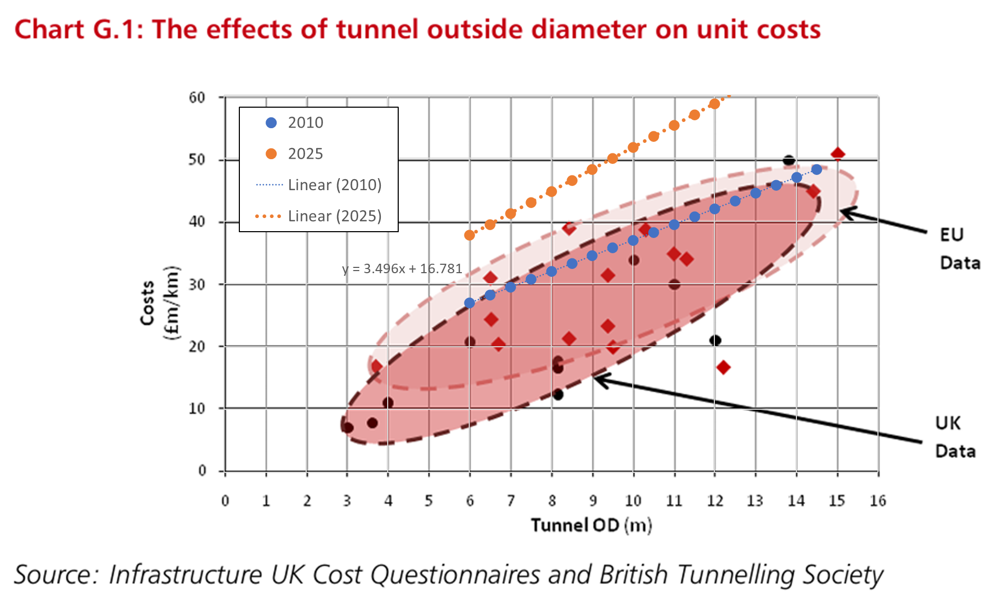 Chart G.1: The effects of tunnel outside diameter on unit costs
60
50
40
30
20
10
0
2010
2025
Linear (2010)
Linear (2025)
y = 3.496x + 16.781
Costs
(£m/km)
EU
Data
UK
Data
0 1 2 3 4 5 6 7 8 9 10 11 12 13 14 15 16
Tunnel OD (m)
Source: Infrastructure UK Cost Questionnaires and British Tunnelling Society